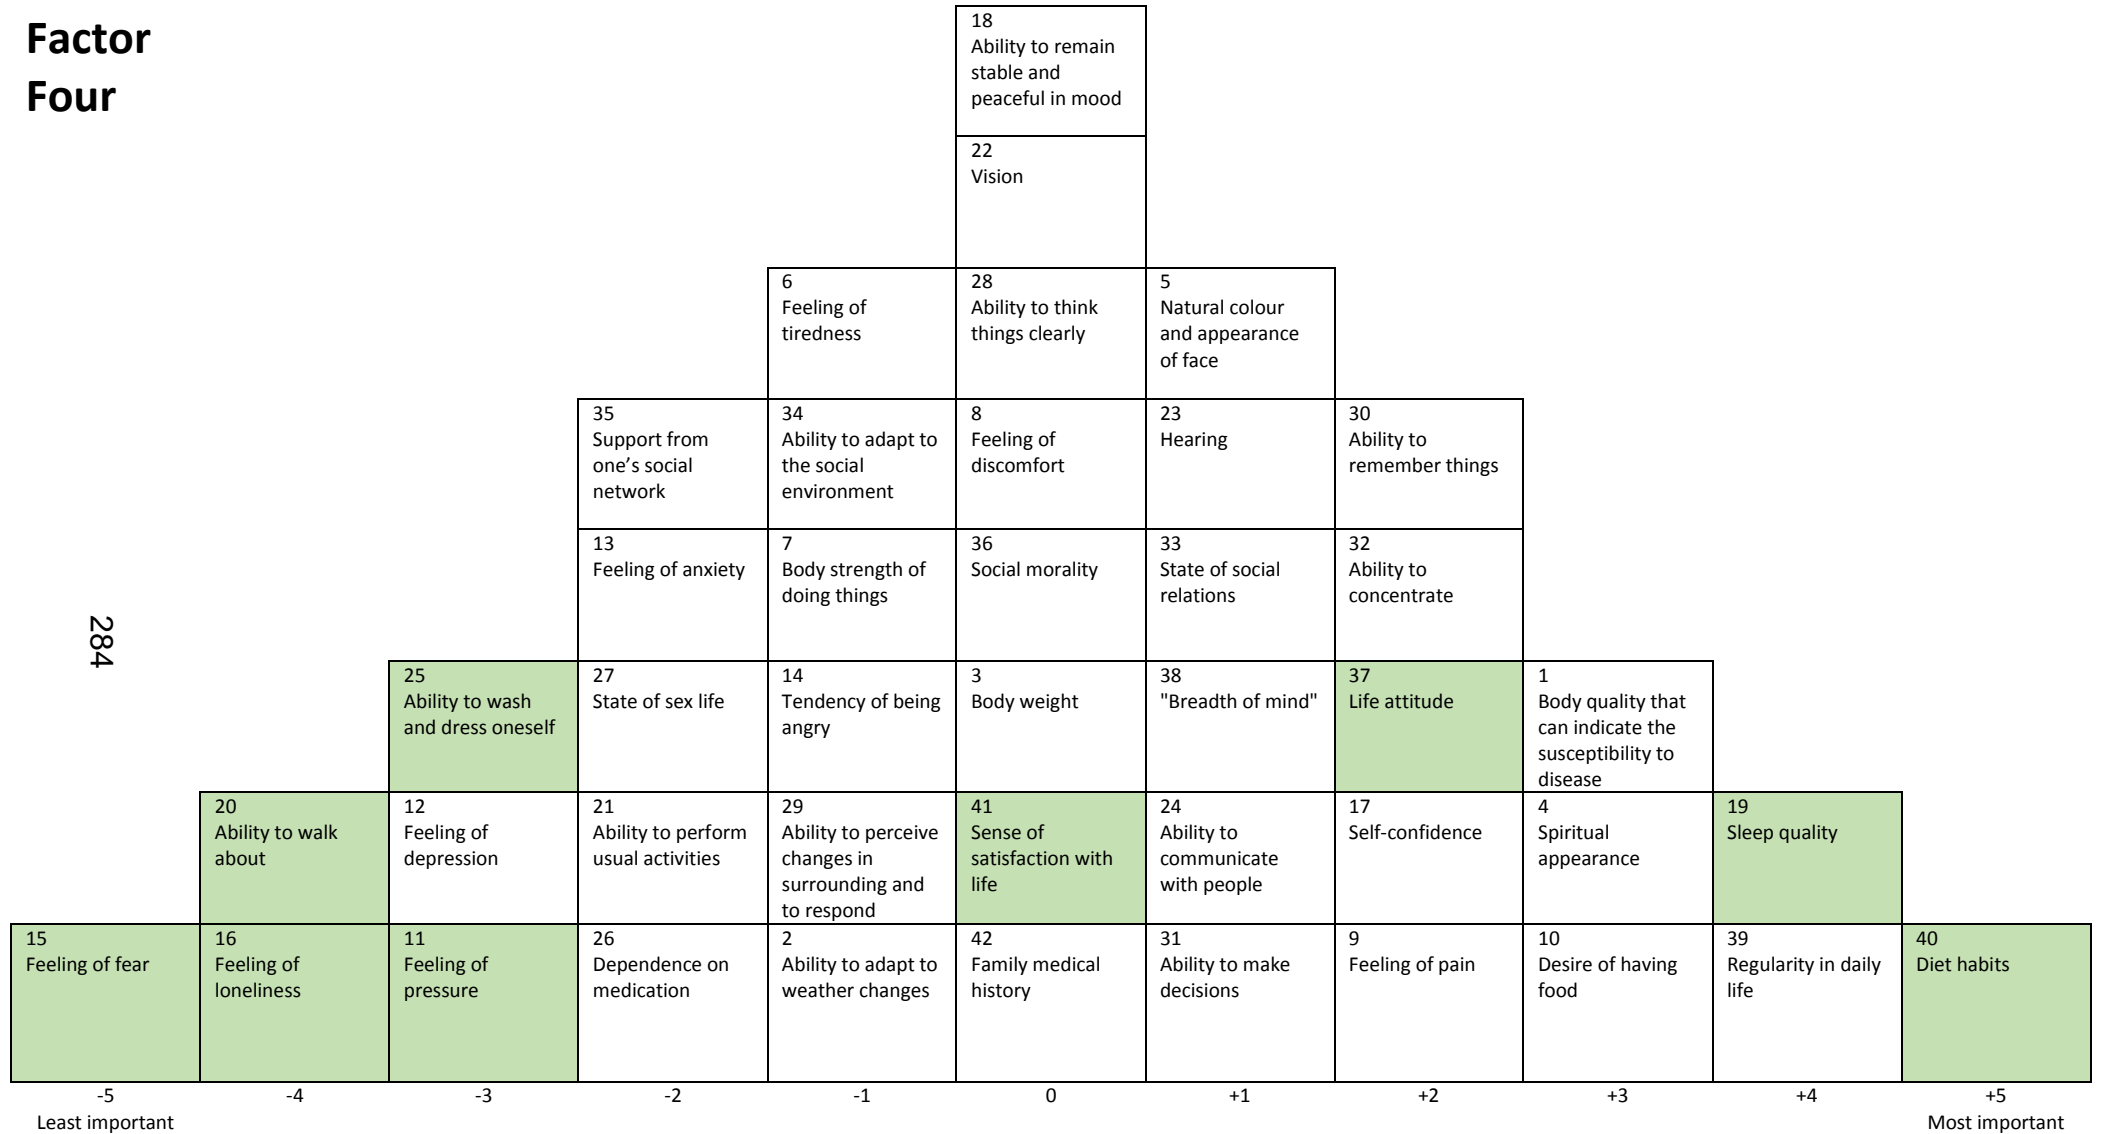 Factor
Four
18
Ability to remain
stable and
peaceful in mood
22
Vision
6
Feeling of
tiredness
28
Ability to think
things clearly
5
Natural colour
and appearance
of face
35
Support from
one’s social
network
34
Ability to adapt to
the social
environment
8
Feeling of
discomfort
23
Hearing
30
Ability to
remember things
13
Feeling of anxiety
7
Body strength of
doing things
36
Social morality
33
State of social
relations
32
Ability to
concentrate
284
25
Ability to wash
and dress oneself
27
State of sex life
14
Tendency of being
angry
3
Body weight
38
"Breadth of mind"
37
Life attitude
1
Body quality that
can indicate the
susceptibility to
disease
20
Ability to walk
about
12
Feeling of
depression
21
Ability to perform
usual activities
29
Ability to perceive
changes in
surrounding and
to respond
41
Sense of
satisfaction with
life
24
Ability to
communicate
with people
17
Self-confidence
4
Spiritual
appearance
19
Sleep quality
15
Feeling of fear
16
Feeling of
loneliness
11
Feeling of
pressure
26
Dependence on
medication
2
Ability to adapt to
weather changes
42
Family medical
history
31
Ability to make
decisions
9
Feeling of pain
10
Desire of having
food
39
Regularity in daily
life
40
Diet habits
-5 -4 -3 -2 -1 0 +1 +2 +3 +4 +5
Least important Most important